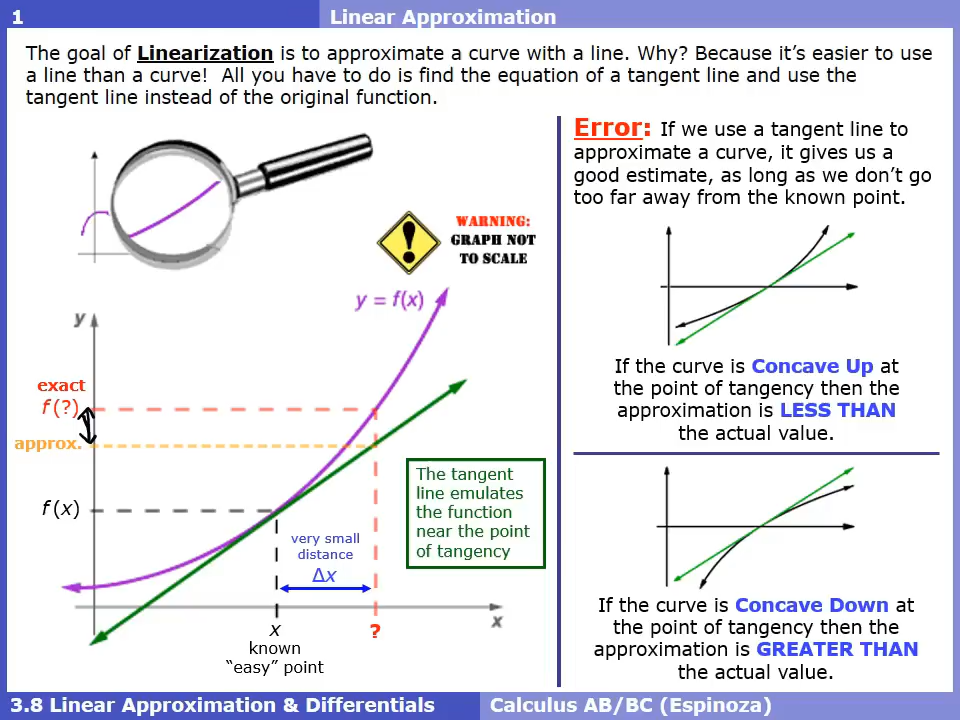 1
Linear Approximation
The goal of Linearization is to approximate a curve with a line. Why? Because it's easier to use
a line than a curve!  All you have to do is find the equation of a tangent line and use the
tangent line instead of the original function.
WARNING:
GRAPH NOT
TO SCALE
y = f(x)
y
exact
f(?)
approx.
f(x)
The tangent
line emulates
the function
near the point
of tangency
very small
distance
Δx
x
x
?
known
“easy” point
Error: If we use a tangent line to
approximate a curve, it gives us a
good estimate, as long as we don't go
too far away from the known point.
If the curve is Concave Up at
the point of tangency then the
approximation is LESS THAN
the actual value.
If the curve is Concave Down at
the point of tangency then the
approximation is GREATER THAN
the actual value.
3.8 Linear Approximation & Differentials
Calculus AB/BC (Espinoza)